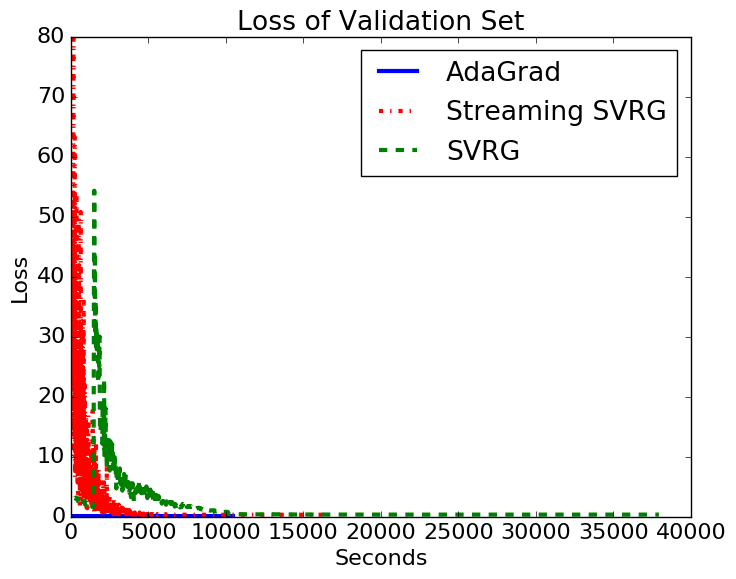 Loss of Validation Set
80
70
60
50
40
30
20
10
0
Loss
AdaGrad
Streaming SVRG
SVRG
0 5000 10000 15000 20000 25000 30000 35000 40000
Seconds